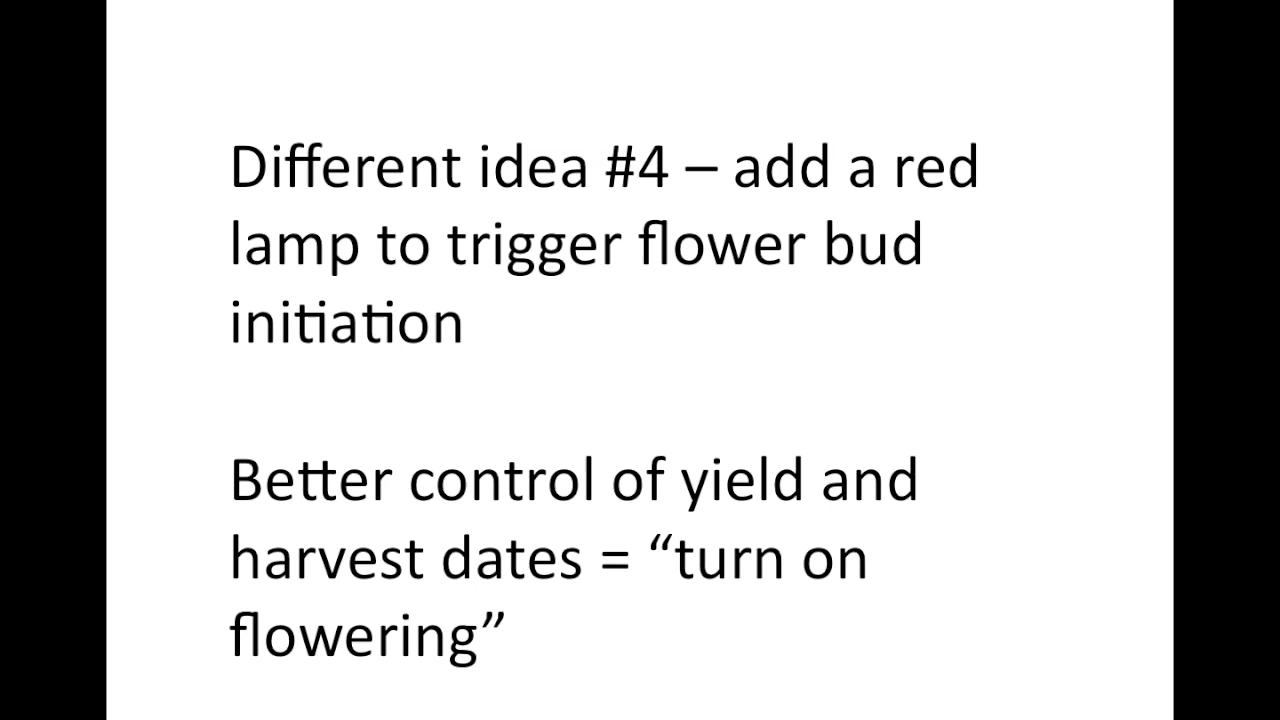 Different idea #4 – add a red
lamp to trigger flower bud
initiation
Better control of yield and
harvest dates = “turn on
flowering”